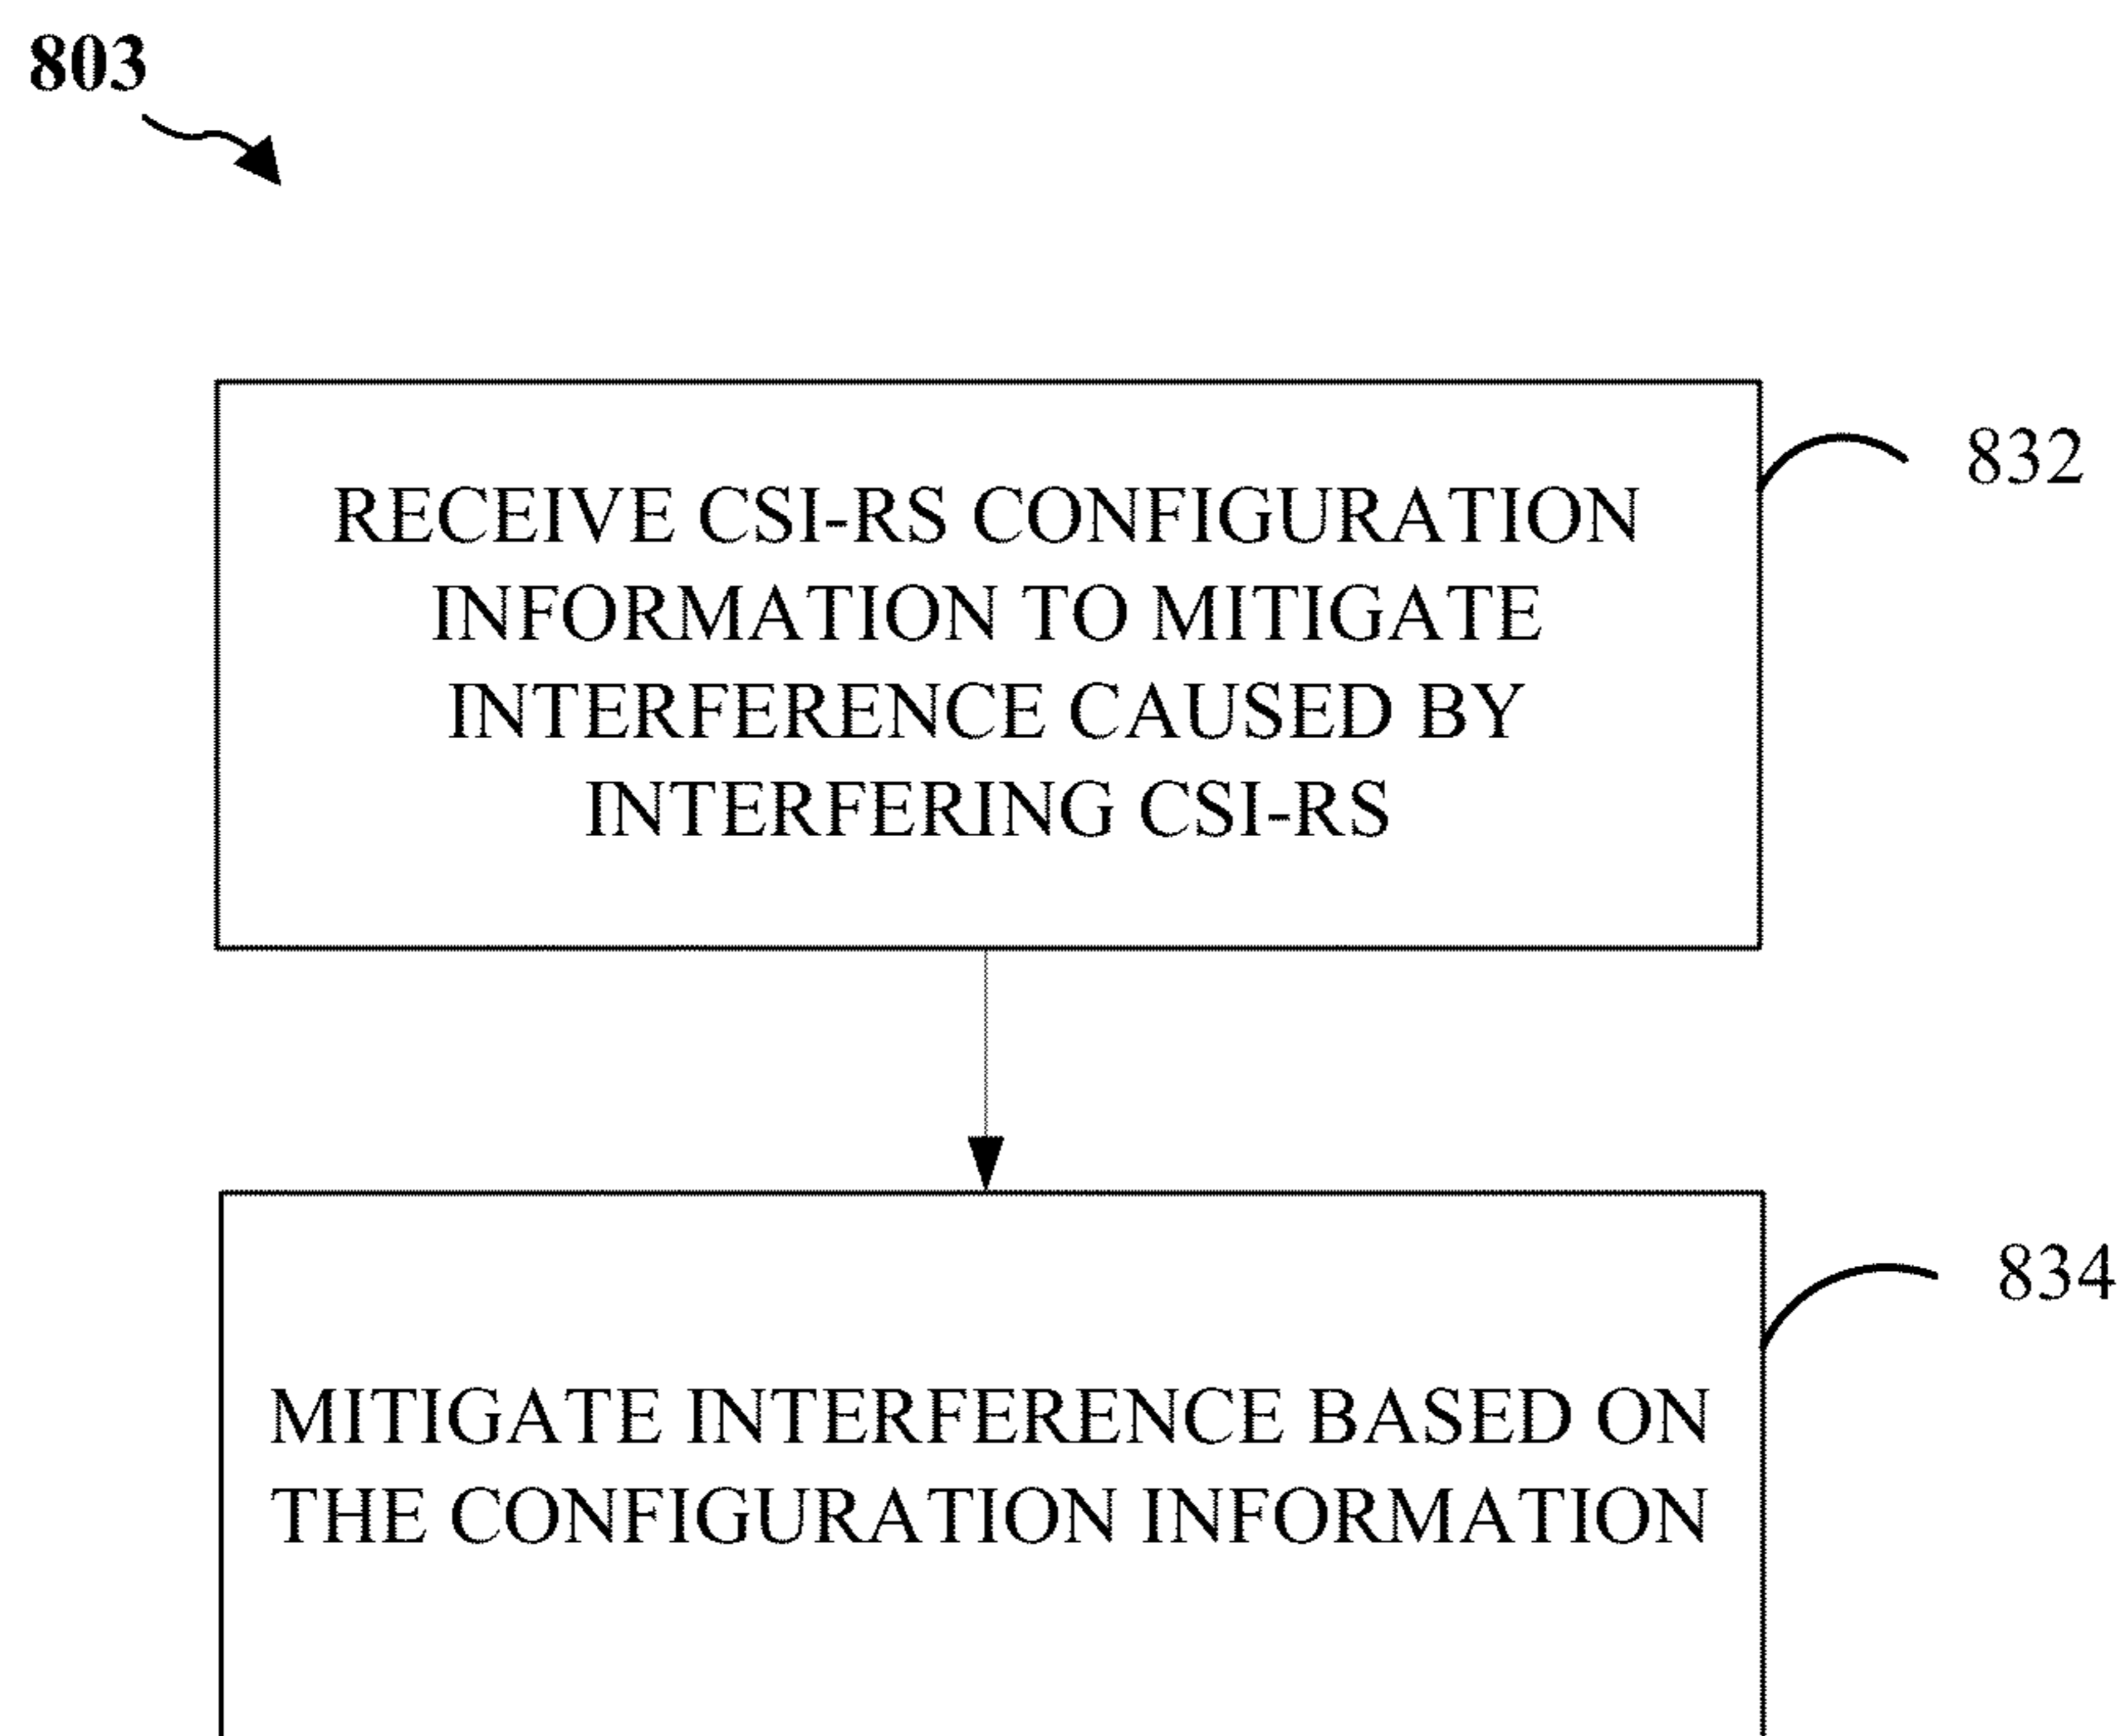 803
RECEIVE CSI-RS CONFIGURATION
832
INFORMATION TO MITIGATE
INTERFERENCE CAUSED BY
INTERFERING CSI-RS
834
MITIGATE INTERFERENCE BASED ON
THE CONFIGURATION INFORMATION